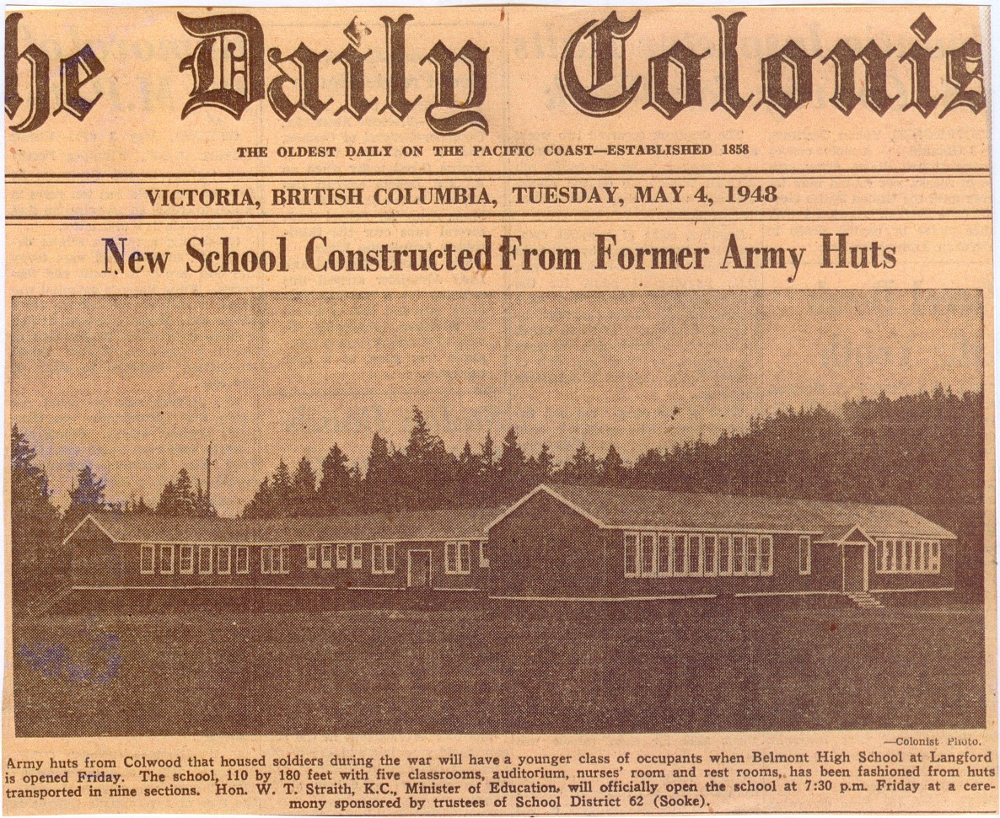 he Daily Colonis
THE OLDEST DAILY ON THE PACIFIC COAST—ESTABLISHED 1858
VICTORIA, BRITISH COLUMBIA, TUESDAY, MAY 4, 1948
New School Constructed From Former Army Huts
—Colonist Photo.
Army huts from Colwood that housed soldiers during the war will have a younger class of occupants when Belmont High School at Langford
is opened Friday. The school, 110 by 180 feet with five classrooms, auditorium, nurses' room and rest rooms, has been fashioned from huts
transported in nine sections. Hon. W. T. Straith, K.C., Minister of Education, will officially open the school at 7:30 p.m. Friday at a cere-
mony sponsored by trustees of School District 62 (Sooke).